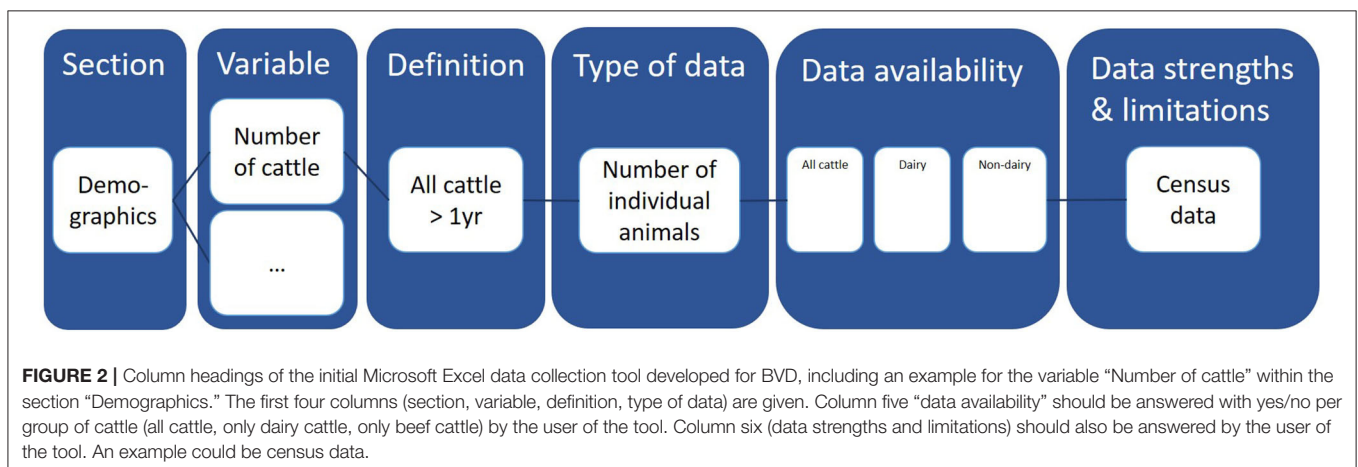 Section
Variable
Definition
Type of data
Data availability
Data strengths
& limitations
Demo-
graphics
Number
of cattle
...
All cattle
> 1yr
Number of
individual
animals
All cattle
Dairy
Non-dairy
Census
data
FIGURE 2 | Column headings of the initial Microsoft Excel data collection tool developed for BVD, including an example for the variable “Number of cattle” within the
section “Demographics.” The first four columns (section, variable, definition, type of data) are given. Column five “data availability” should be answered with yes/no per
group of cattle (all cattle, only dairy cattle, only beef cattle) by the user of the tool. Column six (data strengths and limitations) should also be answered by the user of
the tool. An example could be census data.